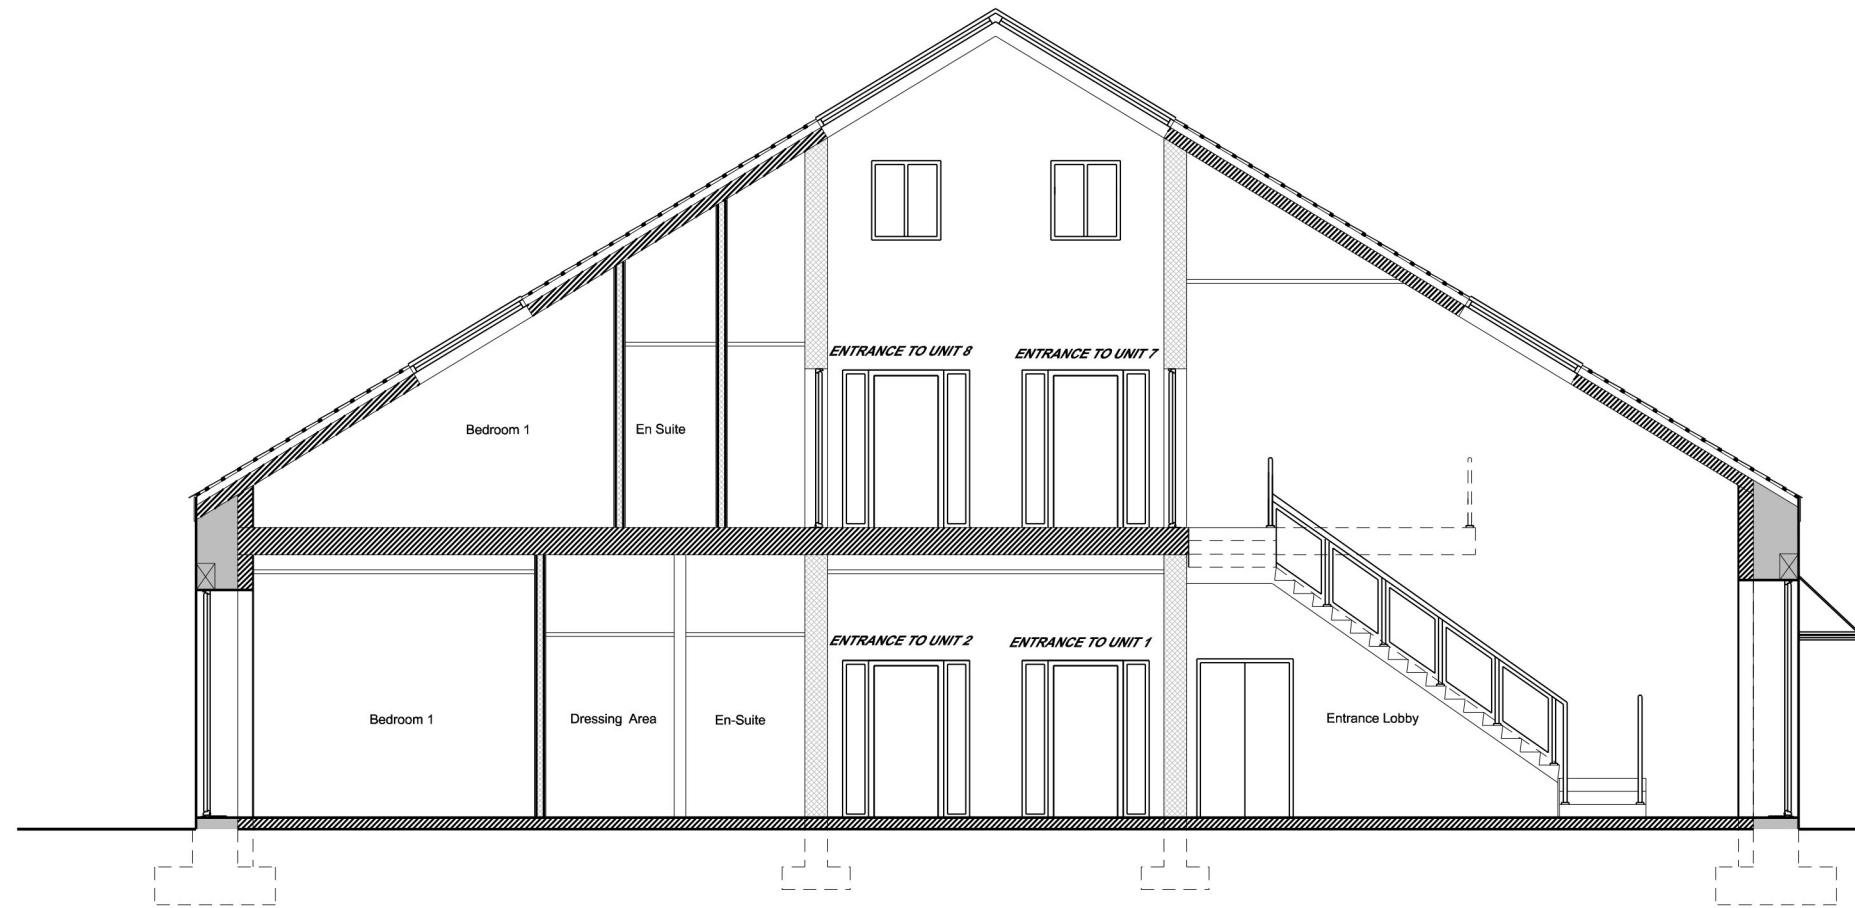 ENTRANCE TO UNIT 8
ENTRANCE TO UNIT 7
Bedroom 1
En Suite
ENTRANCE TO UNIT 2
ENTRANCE TO UNIT 1
Bedroom 1
Dressing Area
En-Suite
Entrance Lobby